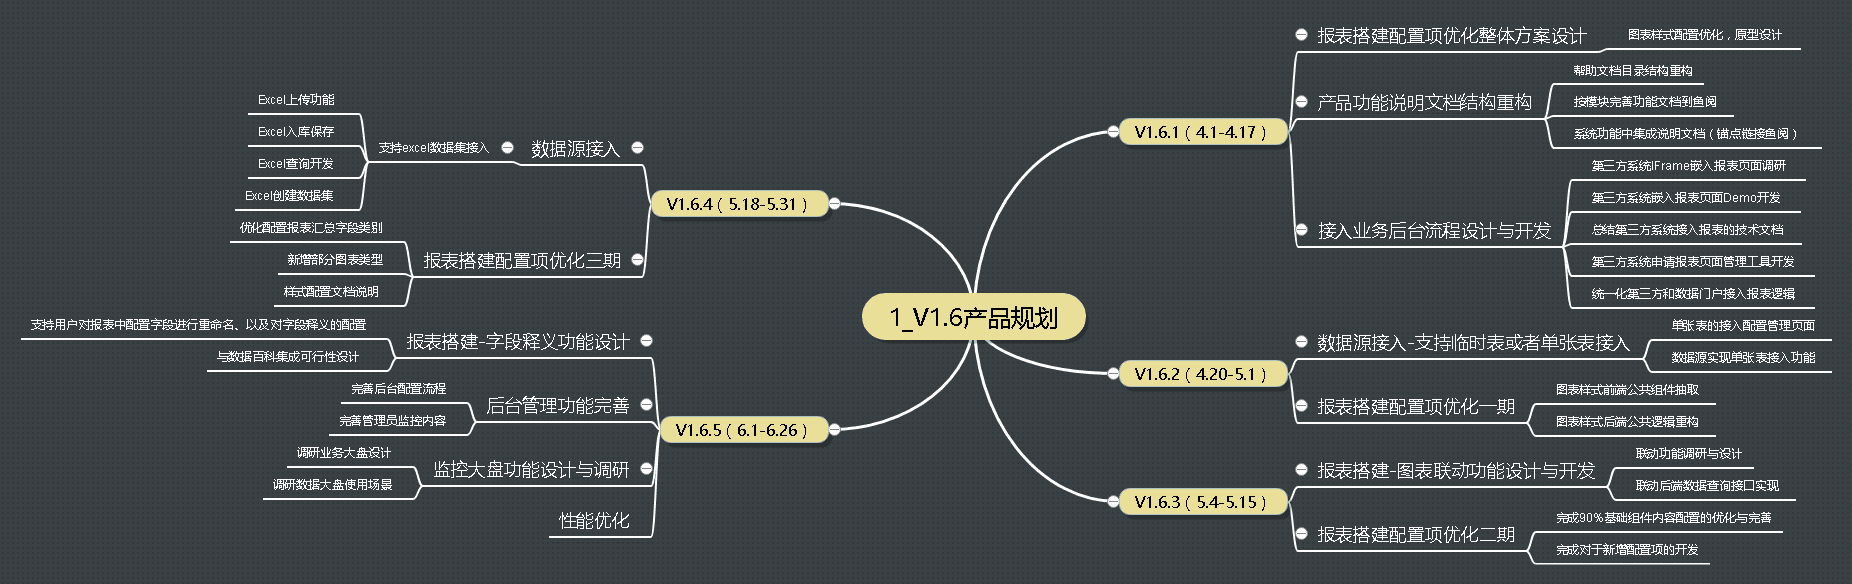 1_V1.6产品规划
V1.6.1（4.1-4.17）
报表搭建配置项优化整体方案设计
图表样式配置优化，原型设计
产品功能说明文档结构重构
帮助文档目录结构重构
按模块完善功能文档到鱼阅
系统功能中集成说明文档（锚点链接鱼阅）
接入业务后台流程设计与开发
第三方系统IFrame嵌入报表页面调研
第三方系统嵌入报表页面Demo开发
总结第三方系统接入报表的技术文档
第三方系统申请报表页面管理工具开发
统一化第三方和数据门户接入报表逻辑
V1.6.2（4.20-5.1）
数据源接入-支持临时表或者单张表接入
单张表的接入配置管理页面
数据源实现单张表接入功能
报表搭建配置项优化一期
图表样式前端公共组件抽取
图表样式后端公共逻辑重构
V1.6.3（5.4-5.15）
报表搭建-图表联动功能设计与开发
联动功能调研与设计
联动后端数据查询接口实现
报表搭建配置项优化二期
完成90%基础组件内容配置的优化与完善
完成对于新增配置项的开发
V1.6.4（5.18-5.31）
数据源接入
支持excel数据集接入
Excel上传功能
Excel入库保存
Excel查询开发
Excel创建数据集
报表搭建配置项优化三期
优化配置报表汇总字段类别
新增部分图表类型
样式配置文档说明
V1.6.5（6.1-6.26）
报表搭建-字段释义功能设计
支持用户对报表中配置字段进行重命名、以及对字段释义的配置
与数据百科集成可行性设计
后台管理功能完善
完善后台配置流程
完善管理员监控内容
监控大盘功能设计与调研
调研业务大盘设计
调研数据大盘使用场景
性能优化